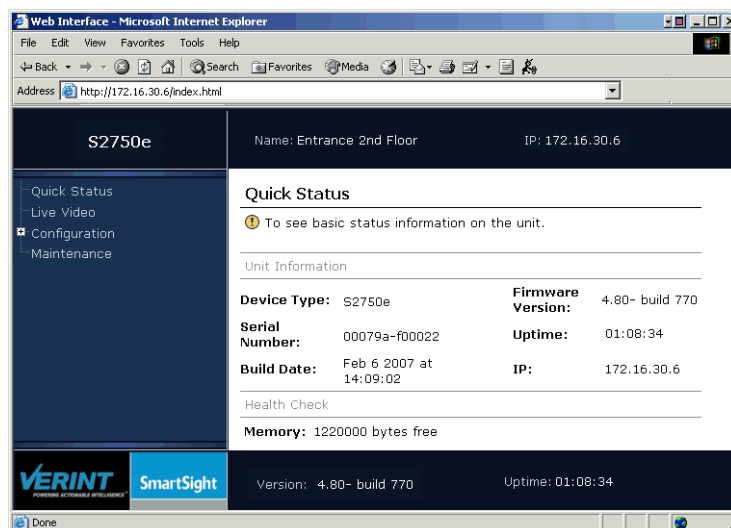 Web Interface - Microsoft Internet Explorer
File Edit View Favorites Tools Help
Back Search Favorites Media
Address http://172.16.30.6/index.html
S2750e Name: Entrance 2nd Floor IP: 172.16.30.6
Quick Status
Live Video
Configuration
Maintenance
Quick Status
To see basic status information on the unit.
Unit Information
Device Type: S2750e Firmware Version: 4.80- build 770
Serial Number: 00079a-f00022 Uptime: 01:08:34
Build Date: Feb 6 2007 at 14:09:02 IP: 172.16.30.6
Health Check
Memory: 1220000 bytes free
VERINT SmartSight Version: 4.80- build 770 Uptime: 01:08:34
POWERING ACTIONABLE INTELLIGENCE
Done